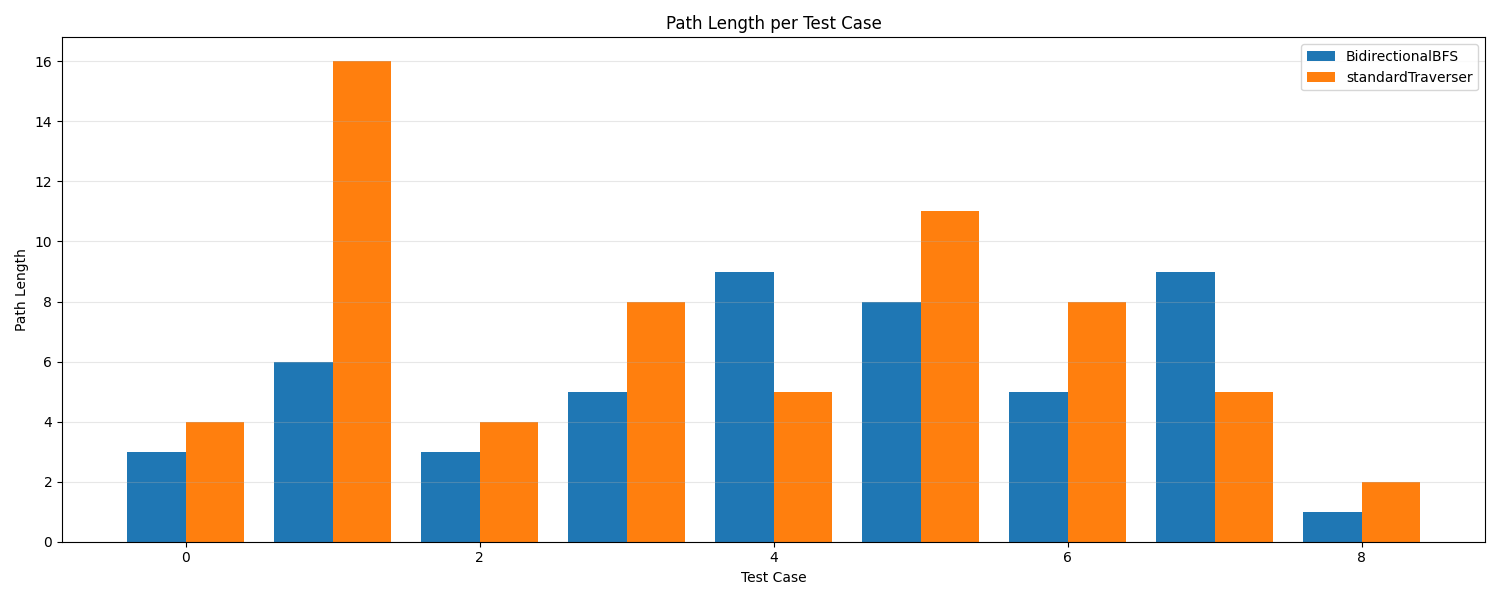 Path Length per Test Case
BidirectionalBFS
standardTraverser
Path Length
16
14
12
10
8
6
4
2
0
0 2 4 6 8
Test Case